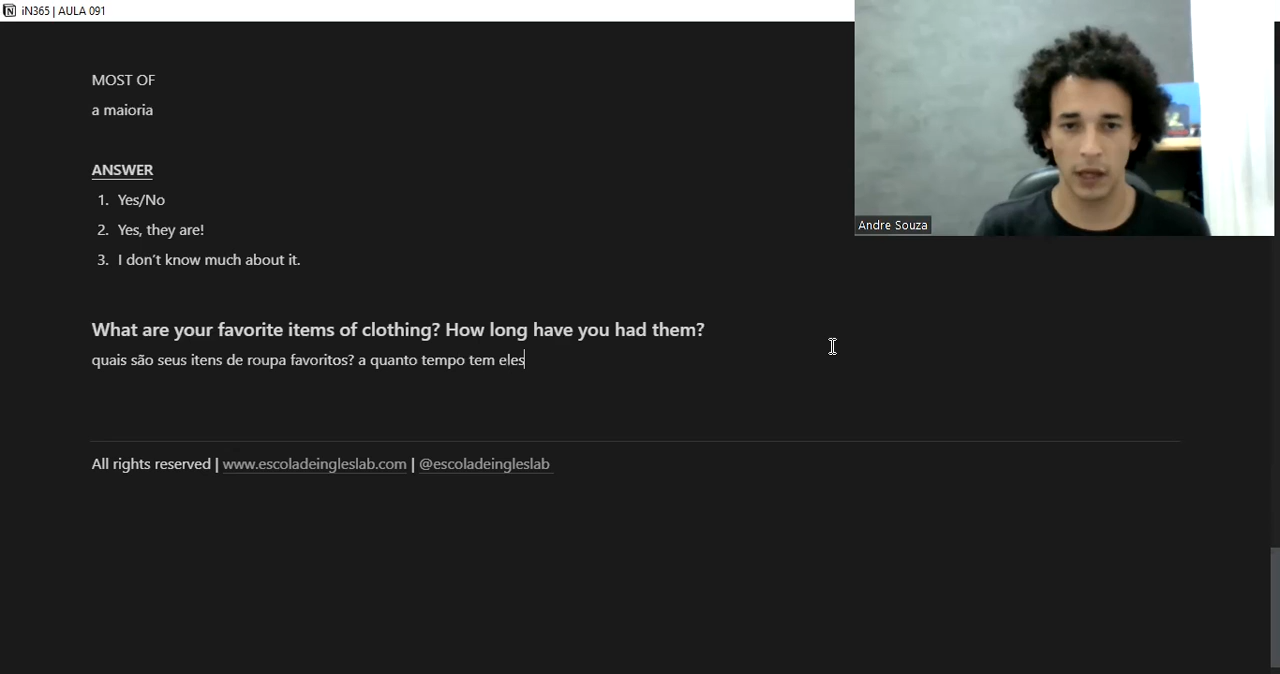 iN365 | AULA 091
MOST OF
a maioria
ANSWER
1. Yes/No
2. Yes, they are!
3. I don't know much about it.
Andre Souza
What are your favorite items of clothing? How long have you had them?
quais são seus itens de roupa favoritos? a quanto tempo tem eles
All rights reserved | www.escoladeingleslab.com | @escoladeingleslab